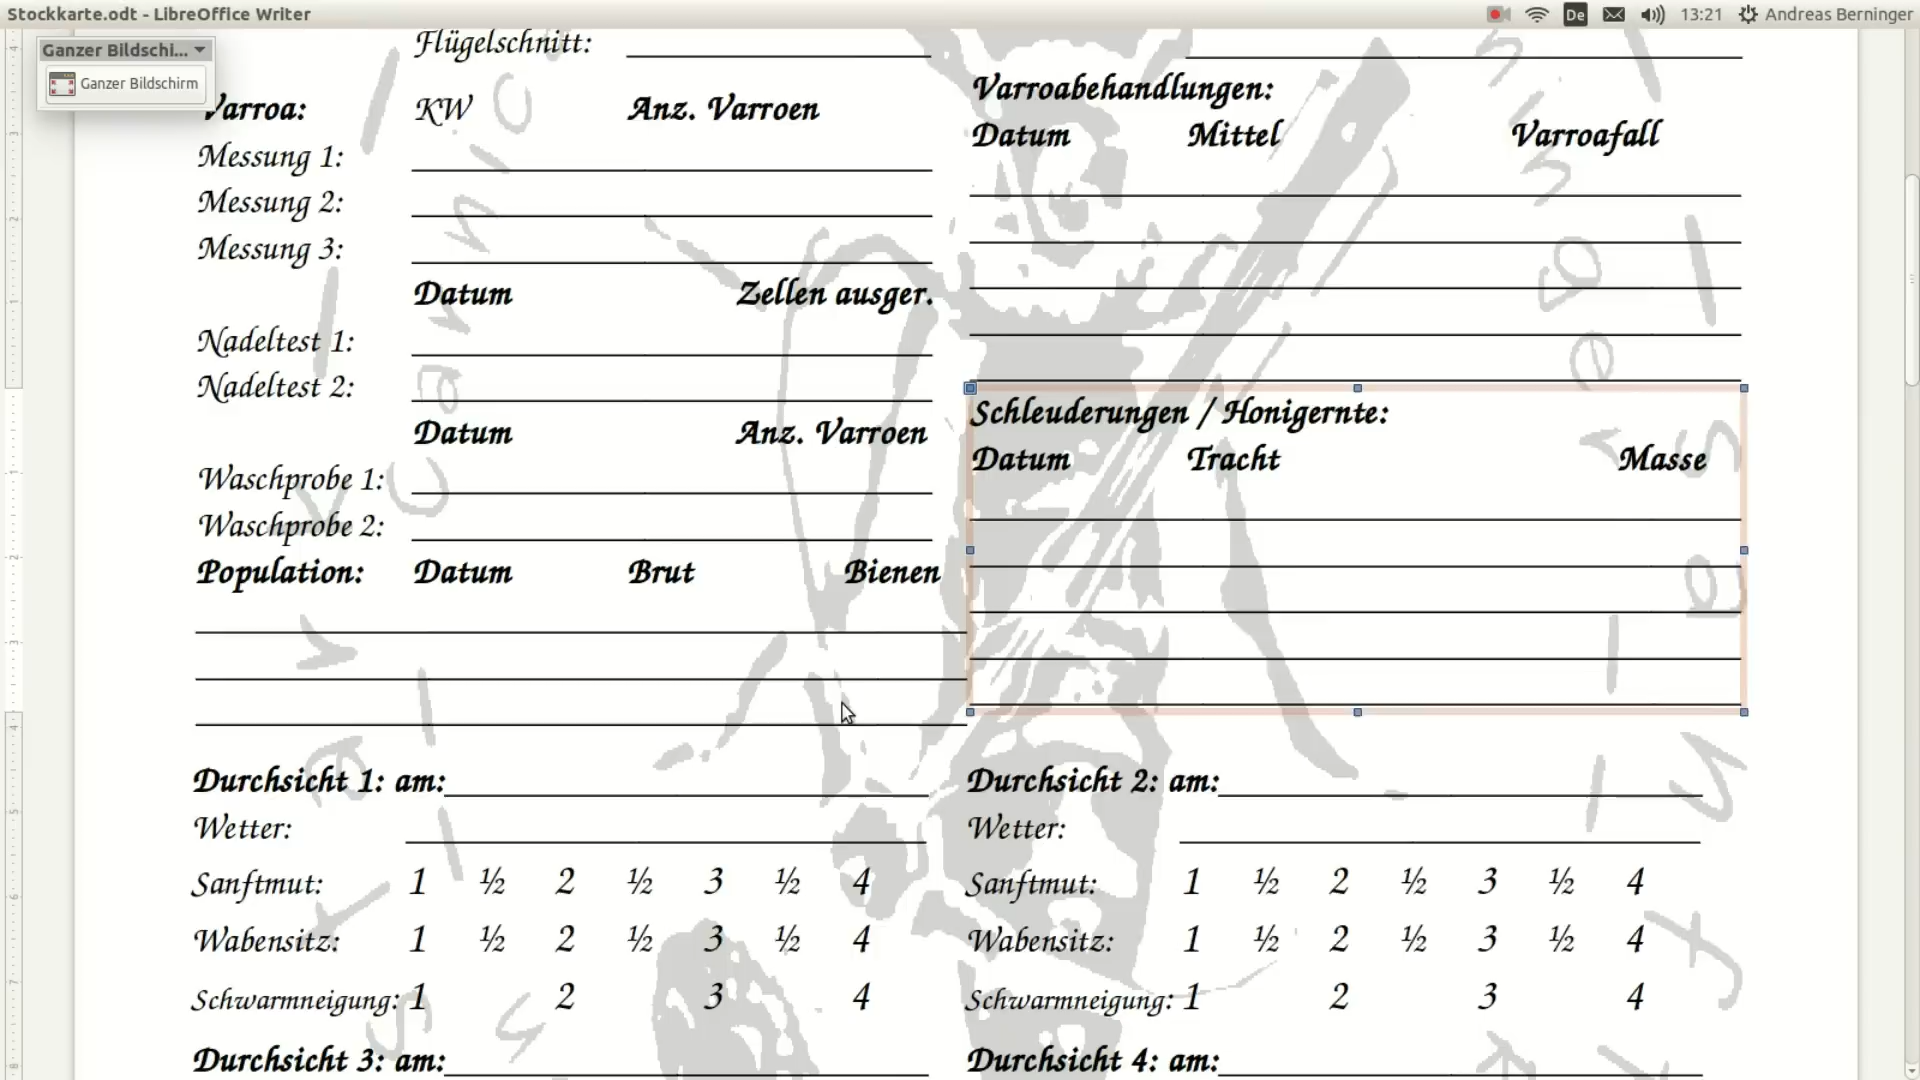 Stockkarte.odt - LibreOffice Writer
De
13:21
Andreas Berninger
Ganzer Bildschi...
Ganzer Bildschirm
Flügelschnitt:
Varroa: KW Anz. Varroen
Messung 1:
Messung 2:
Messung 3:
Datum Zellen ausger.
Nadeltest 1:
Nadeltest 2:
Datum Anz. Varroen
Waschprobe 1:
Waschprobe 2:
Population: Datum Brut Bienen
Varroabehandlungen:
Datum Mittel Varroafall
Schleuderungen / Honigernte:
Datum Tracht Masse
Durchsicht 1: am:
Wetter:
Sanftmut: 1 ½ 2 ½ 3 ½ 4
Wabensitz: 1 ½ 2 ½ 3 ½ 4
Schwarmneigung: 1 2 3 4
Durchsicht 2: am:
Wetter:
Sanftmut: 1 ½ 2 ½ 3 ½ 4
Wabensitz: 1 ½ 2 ½ 3 ½ 4
Schwarmneigung: 1 2 3 4
Durchsicht 3: am:
Durchsicht 4: am: